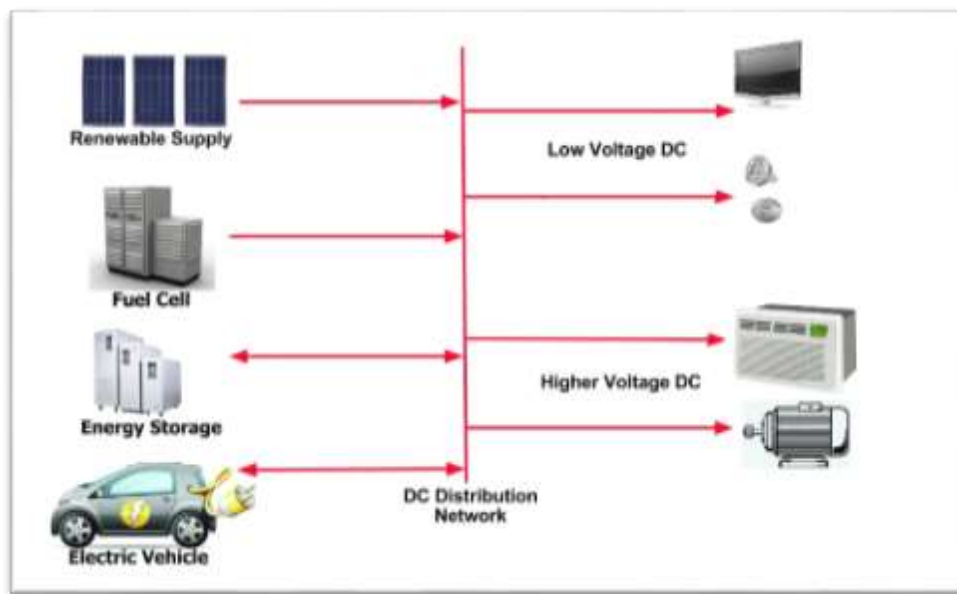 Renewable Supply
Low Voltage DC
Fuel Cell
Higher Voltage DC
Energy Storage
DC Distribution
Network
Electric Vehicle